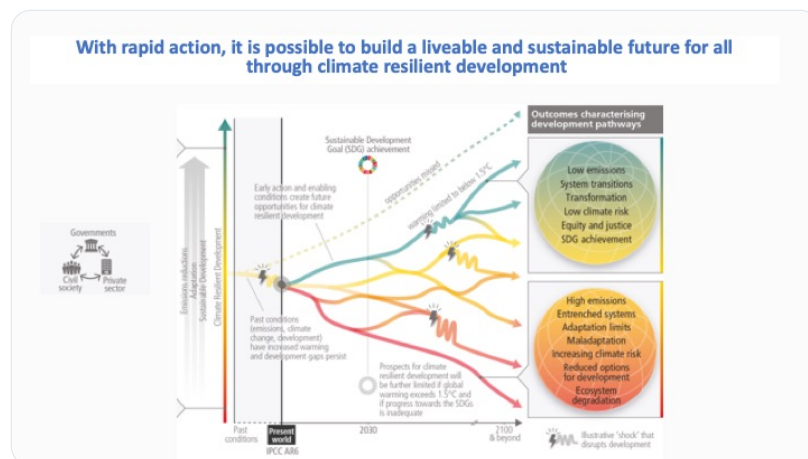 With rapid action, it is possible to build a liveable and sustainable future for all
through climate resilient development
Outcomes characterising
development pathways
Sustainable Development
Goal (SDG) achievement
opportunities missed
warming limited to below 1.5°C
Early action and enabling
conditions create future
opportunities for climate
resilient development
Low emissions
System transitions
Transformation
Low climate risk
Equity and justice
SDG achievement
Governments
Civil
society
Private
sector
Emissions reductions
Adaptation
Sustainable Development
Climate Resilient Development
Past conditions
(emissions, climate
change, development)
have increased warming
and development gaps persist
High emissions
Entrenched systems
Adaptation limits
Maladaptation
Increasing climate risk
Reduced options
for development
Ecosystem
degradation
Prospects for climate
resilient development will
be further limited if global
warming exceeds 1.5°C and
if progress towards the SDGs
is inadequate
Past
conditions
Present
world
IPCC AR6
2030
2100
& beyond
Illustrative 'shock' that
disrupts development